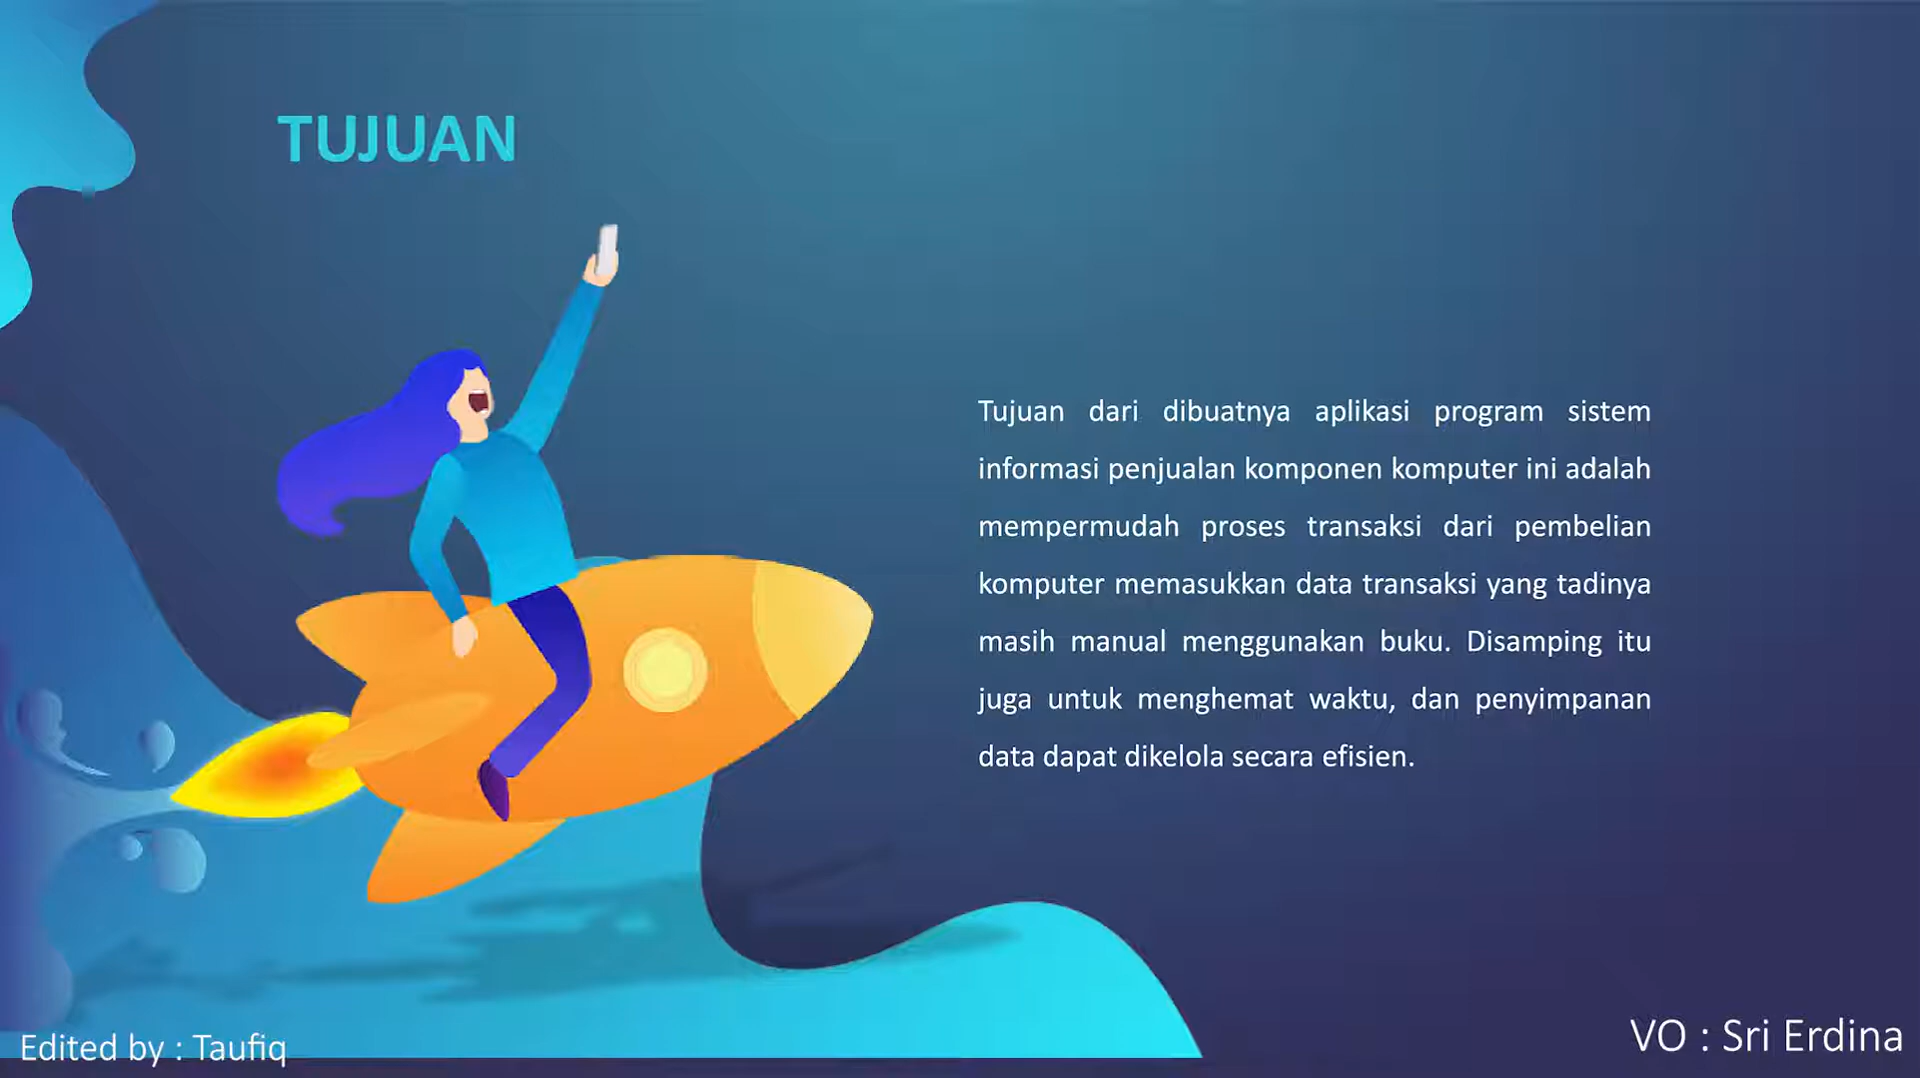 TUJUAN
Tujuan dari dibuatnya aplikasi program sistem
informasi penjualan komponen komputer ini adalah
mempermudah proses transaksi dari pembelian
komputer memasukkan data transaksi yang tadinya
masih manual menggunakan buku. Disamping itu
juga untuk menghemat waktu, dan penyimpanan
data dapat dikelola secara efisien.
Edited by : Taufiq
VO : Sri Erdina